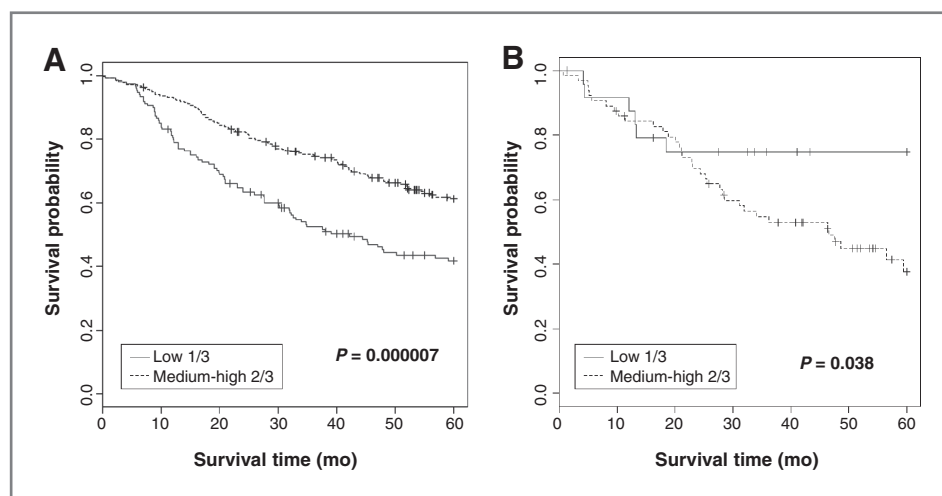 A
Survival probability
1.0
0.8
0.6
0.4
0.2
0.0
Low 1/3
Medium-high 2/3
P = 0.000007
0 10 20 30 40 50 60
Survival time (mo)
B
Survival probability
1.0
0.8
0.6
0.4
0.2
0.0
Low 1/3
Medium-high 2/3
P = 0.038
0 10 20 30 40 50 60
Survival time (mo)